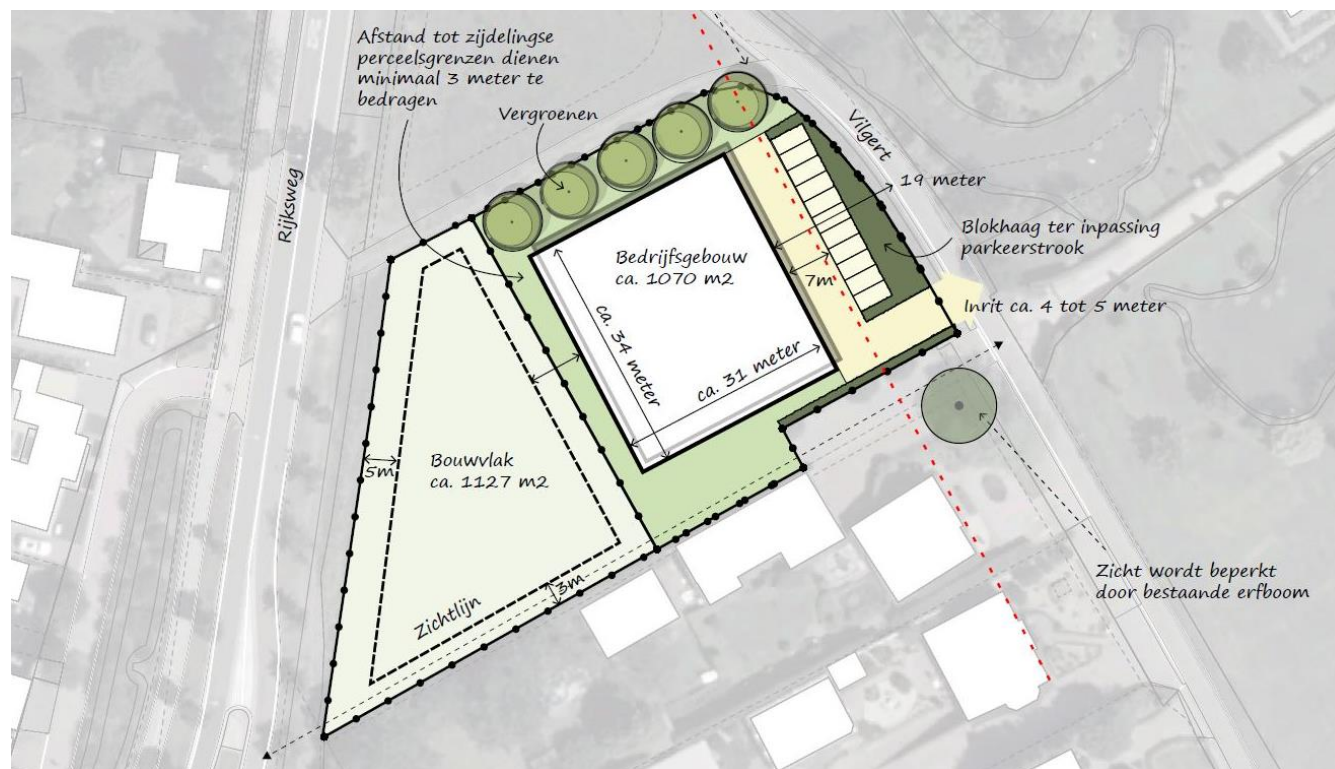 Afstand tot zijdelingse
perceelsgrenzen dienen
minimaal 3 meter te
bedragen
Vergroenen
Vilgert
Rijksweg
19 meter
Blokhaag ter inpassing
parkeerstrook
Bedrijfsgebouw
ca. 1070 m2
7m
Inrit ca. 4 tot 5 meter
ca. 34 meter
ca. 31 meter
Bouwvlak
ca. 1127 m2
5m
3m
Zichtlijn
Zicht wordt beperkt
door bestaande erfboom